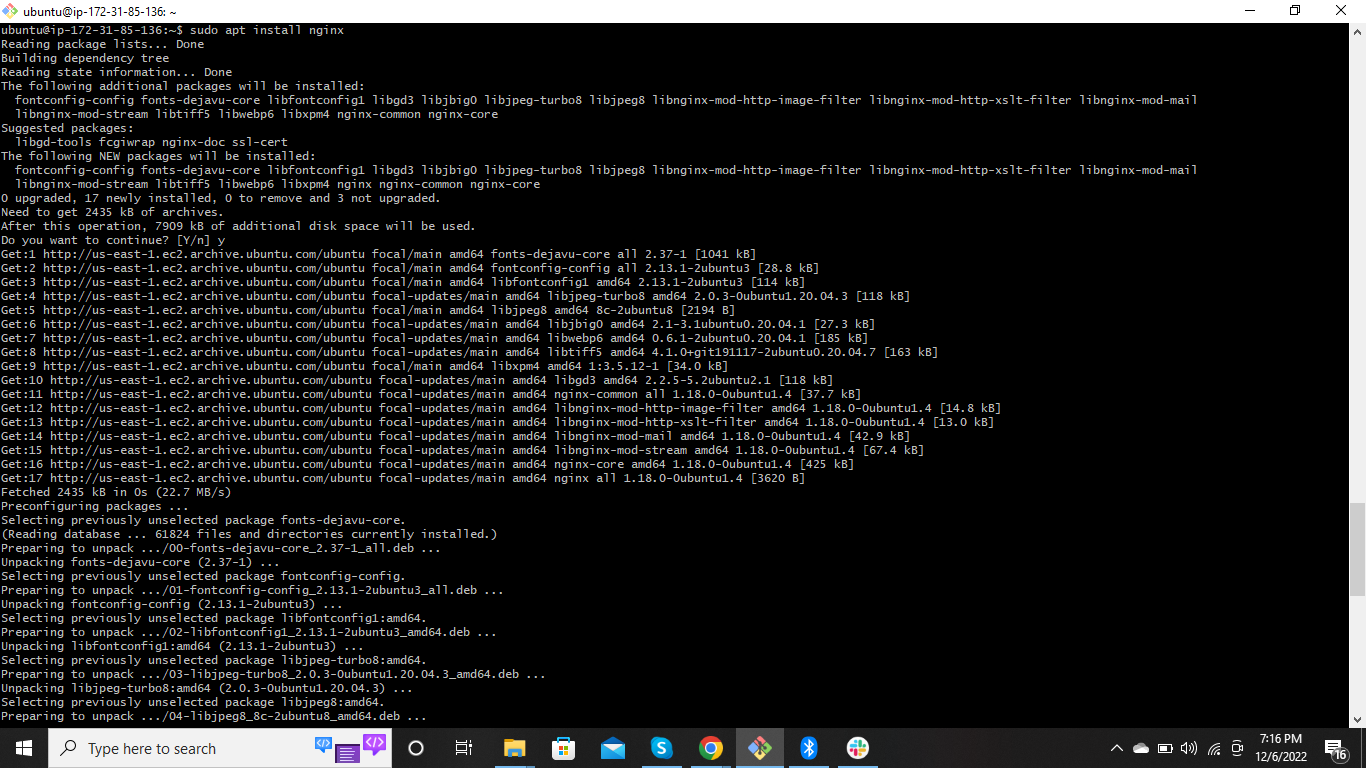 ubuntu@ip-172-31-85-136: ~
ubuntu@ip-172-31-85-136:~$ sudo apt install nginx
Reading package lists... Done
Building dependency tree
Reading state information... Done
The following additional packages will be installed:
  fontconfig-config fonts-dejavu-core libfontconfig1 libgd3 libjbig0 libjpeg-turbo8 libjpeg8 libnginx-mod-http-image-filter libnginx-mod-http-xslt-filter libnginx-mod-mail
  libnginx-mod-stream libtiff5 libwebp6 libxpm4 nginx-common nginx-core
Suggested packages:
  libgd-tools fcgiwrap nginx-doc ssl-cert
The following NEW packages will be installed:
  fontconfig-config fonts-dejavu-core libfontconfig1 libgd3 libjbig0 libjpeg-turbo8 libjpeg8 libnginx-mod-http-image-filter libnginx-mod-http-xslt-filter libnginx-mod-mail
  libnginx-mod-stream libtiff5 libwebp6 libxpm4 nginx nginx-common nginx-core
0 upgraded, 17 newly installed, 0 to remove and 3 not upgraded.
Need to get 2435 kB of archives.
After this operation, 7909 kB of additional disk space will be used.
Do you want to continue? [Y/n] y
Get:1 http://us-east-1.ec2.archive.ubuntu.com/ubuntu focal/main amd64 fonts-dejavu-core all 2.37-1 [1041 kB]
Get:2 http://us-east-1.ec2.archive.ubuntu.com/ubuntu focal/main amd64 fontconfig-config all 2.13.1-2ubuntu3 [28.8 kB]
Get:3 http://us-east-1.ec2.archive.ubuntu.com/ubuntu focal/main amd64 libfontconfig1 amd64 2.13.1-2ubuntu3 [114 kB]
Get:4 http://us-east-1.ec2.archive.ubuntu.com/ubuntu focal-updates/main amd64 libjpeg-turbo8 amd64 2.0.3-0ubuntu1.20.04.3 [118 kB]
Get:5 http://us-east-1.ec2.archive.ubuntu.com/ubuntu focal/main amd64 libjpeg8 amd64 8c-2ubuntu8 [2194 B]
Get:6 http://us-east-1.ec2.archive.ubuntu.com/ubuntu focal-updates/main amd64 libjbig0 amd64 2.1-3.1ubuntu0.20.04.1 [27.3 kB]
Get:7 http://us-east-1.ec2.archive.ubuntu.com/ubuntu focal-updates/main amd64 libwebp6 amd64 0.6.1-2ubuntu0.20.04.1 [185 kB]
Get:8 http://us-east-1.ec2.archive.ubuntu.com/ubuntu focal-updates/main amd64 libtiff5 amd64 4.1.0+git191117-2ubuntu0.20.04.7 [163 kB]
Get:9 http://us-east-1.ec2.archive.ubuntu.com/ubuntu focal/main amd64 libxpm4 amd64 1:3.5.12-1 [34.0 kB]
Get:10 http://us-east-1.ec2.archive.ubuntu.com/ubuntu focal-updates/main amd64 libgd3 amd64 2.2.5-5.2ubuntu2.1 [118 kB]
Get:11 http://us-east-1.ec2.archive.ubuntu.com/ubuntu focal-updates/main amd64 nginx-common all 1.18.0-0ubuntu1.4 [37.7 kB]
Get:12 http://us-east-1.ec2.archive.ubuntu.com/ubuntu focal-updates/main amd64 libnginx-mod-http-image-filter amd64 1.18.0-0ubuntu1.4 [14.8 kB]
Get:13 http://us-east-1.ec2.archive.ubuntu.com/ubuntu focal-updates/main amd64 libnginx-mod-http-xslt-filter amd64 1.18.0-0ubuntu1.4 [13.0 kB]
Get:14 http://us-east-1.ec2.archive.ubuntu.com/ubuntu focal-updates/main amd64 libnginx-mod-mail amd64 1.18.0-0ubuntu1.4 [42.9 kB]
Get:15 http://us-east-1.ec2.archive.ubuntu.com/ubuntu focal-updates/main amd64 libnginx-mod-stream amd64 1.18.0-0ubuntu1.4 [67.4 kB]
Get:16 http://us-east-1.ec2.archive.ubuntu.com/ubuntu focal-updates/main amd64 nginx-core amd64 1.18.0-0ubuntu1.4 [425 kB]
Get:17 http://us-east-1.ec2.archive.ubuntu.com/ubuntu focal-updates/main amd64 nginx all 1.18.0-0ubuntu1.4 [3620 B]
Fetched 2435 kB in 0s (22.7 MB/s)
Preconfiguring packages ...
Selecting previously unselected package fonts-dejavu-core.
(Reading database ... 61824 files and directories currently installed.)
Preparing to unpack .../00-fonts-dejavu-core_2.37-1_all.deb ...
Unpacking fonts-dejavu-core (2.37-1) ...
Selecting previously unselected package fontconfig-config.
Preparing to unpack .../01-fontconfig-config_2.13.1-2ubuntu3_all.deb ...
Unpacking fontconfig-config (2.13.1-2ubuntu3) ...
Selecting previously unselected package libfontconfig1:amd64.
Preparing to unpack .../02-libfontconfig1_2.13.1-2ubuntu3_amd64.deb ...
Unpacking libfontconfig1:amd64 (2.13.1-2ubuntu3) ...
Selecting previously unselected package libjpeg-turbo8:amd64.
Preparing to unpack .../03-libjpeg-turbo8_2.0.3-0ubuntu1.20.04.3_amd64.deb ...
Unpacking libjpeg-turbo8:amd64 (2.0.3-0ubuntu1.20.04.3) ...
Selecting previously unselected package libjpeg8:amd64.
Preparing to unpack .../04-libjpeg8_8c-2ubuntu8_amd64.deb ...
Type here to search
7:16 PM
12/6/2022
16